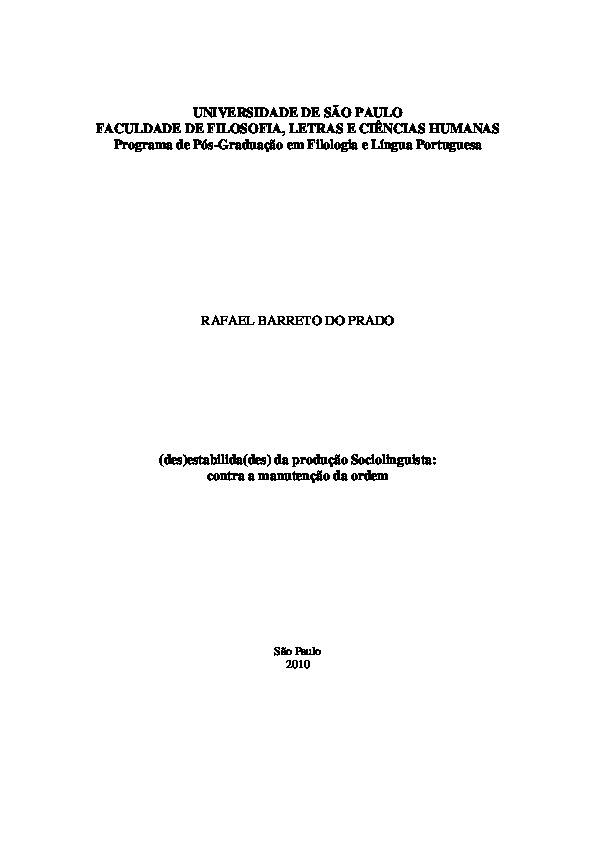 UNIVERSIDADE DE SÃO PAULO
FACULDADE DE FILOSOFIA, LETRAS E CIÊNCIAS HUMANAS
Programa de Pós-Graduação em Filologia e Língua Portuguesa
RAFAEL BARRETO DO PRADO
(des)estabilida(des) da produção Sociolinguista:
contra a manutenção da ordem
São Paulo
2010